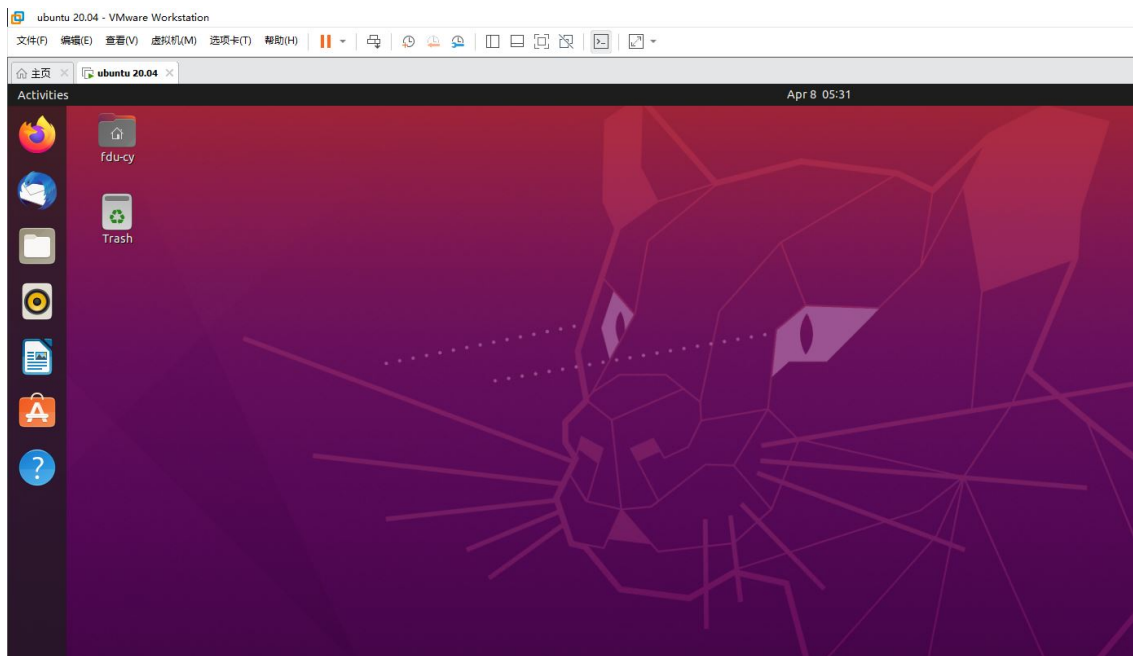 ubuntu 20.04 - VMware Workstation
文件(F) 编辑(E) 查看(V) 虚拟机(M) 选项卡(T) 帮助(H)
主页 ubuntu 20.04
Activities Apr 8 05:31
fdu-cy
Trash